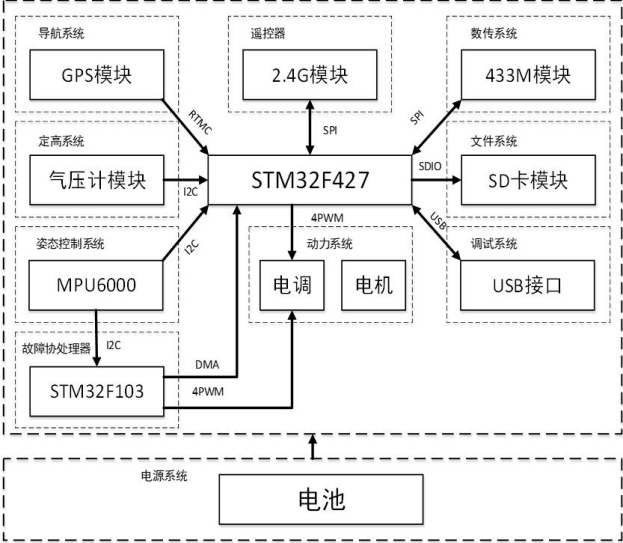 导航系统
GPS模块
遥控器
2.4G模块
数传系统
433M模块
RTMC
SPI
SPI
定高系统
气压计模块
I2C
STM32F427
SDIO
文件系统
SD卡模块
姿态控制系统
MPU6000
I2C
4PWM
动力系统
电调
电机
USB
调试系统
USB接口
I2C
故障协处理器
STM32F103
DMA
4PWM
电源系统
电池